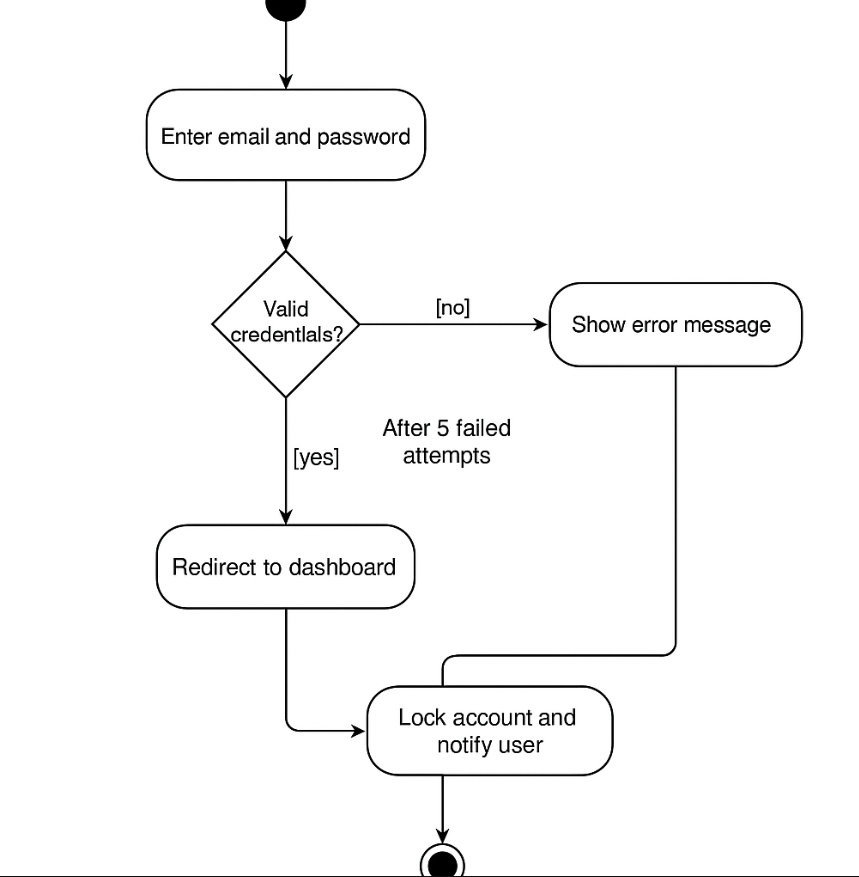 Enter email and password
Valid
credentlals?
[no]
Show error message
After 5 failed
attempts
[yes]
Redirect to dashboard
Lock account and
notify user